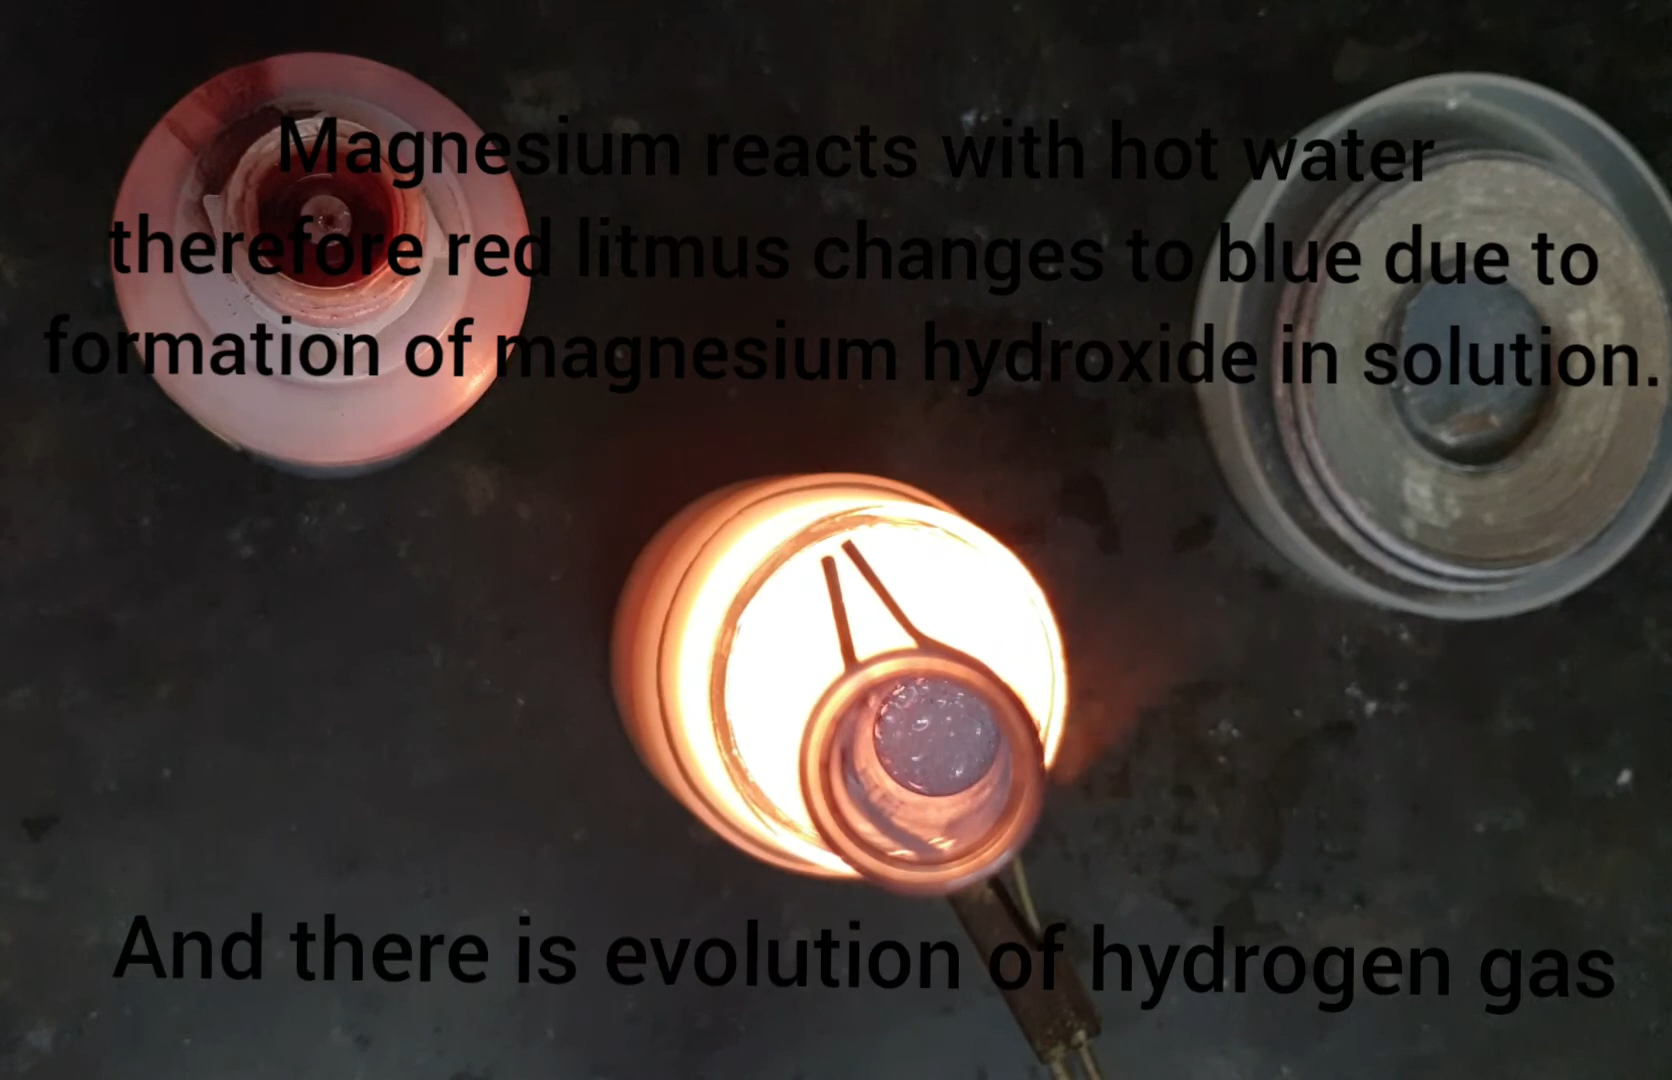 Magnesium reacts with hot water
therefore red litmus changes to blue due to
formation of magnesium hydroxide in solution.
And there is evolution of hydrogen gas